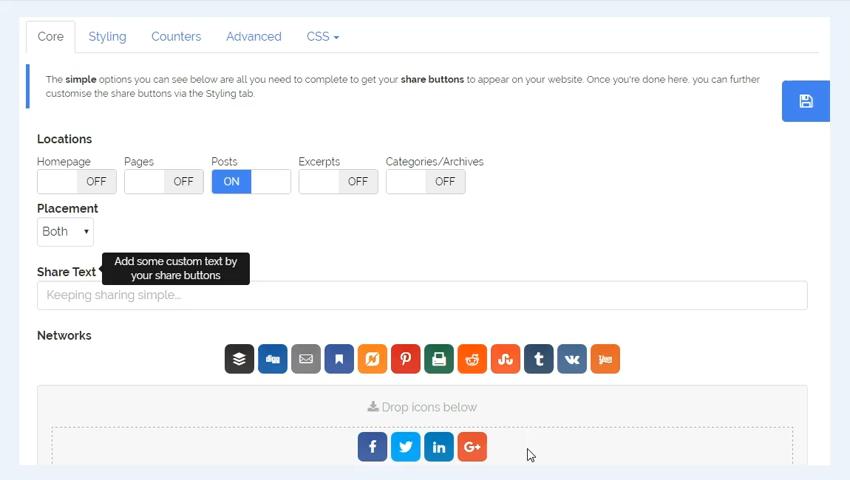 Core Styling Counters Advanced CSS
The simple options you can see below are all you need to complete to get your share buttons to appear on your website. Once you're done here, you can further
customise the share buttons via the Styling tab.
Locations
Homepage Pages Posts Excerpts Categories/Archives
OFF OFF ON OFF OFF
Placement
Both
Add some custom text by
your share buttons
Share Text
Keeping sharing simple...
Networks
Drop icons below